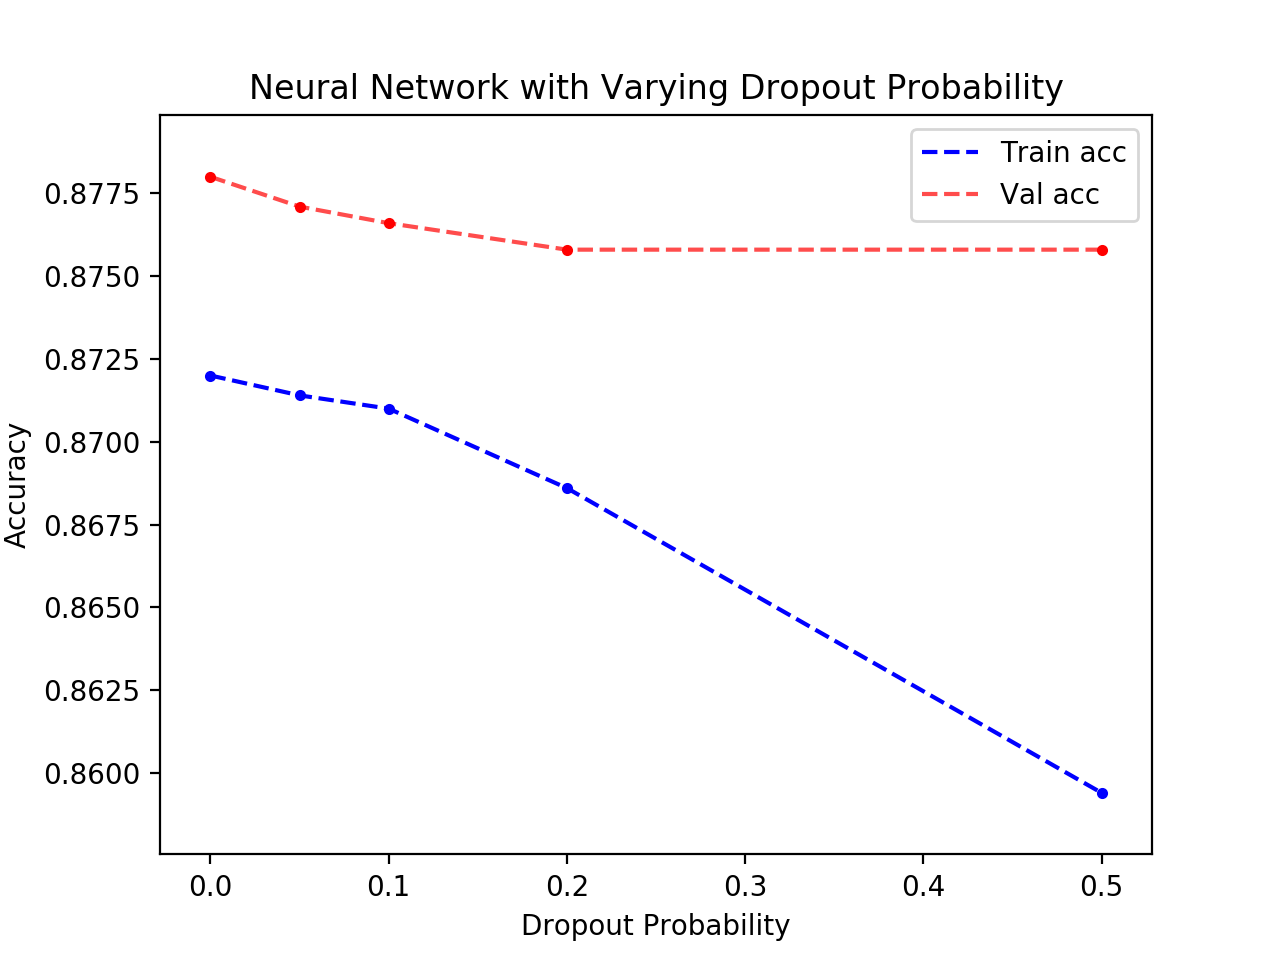 Neural Network with Varying Dropout Probability
Train acc
Val acc
0.8775
0.8750
0.8725
0.8700
0.8675
0.8650
0.8625
0.8600
Accuracy
0.0 0.1 0.2 0.3 0.4 0.5
Dropout Probability